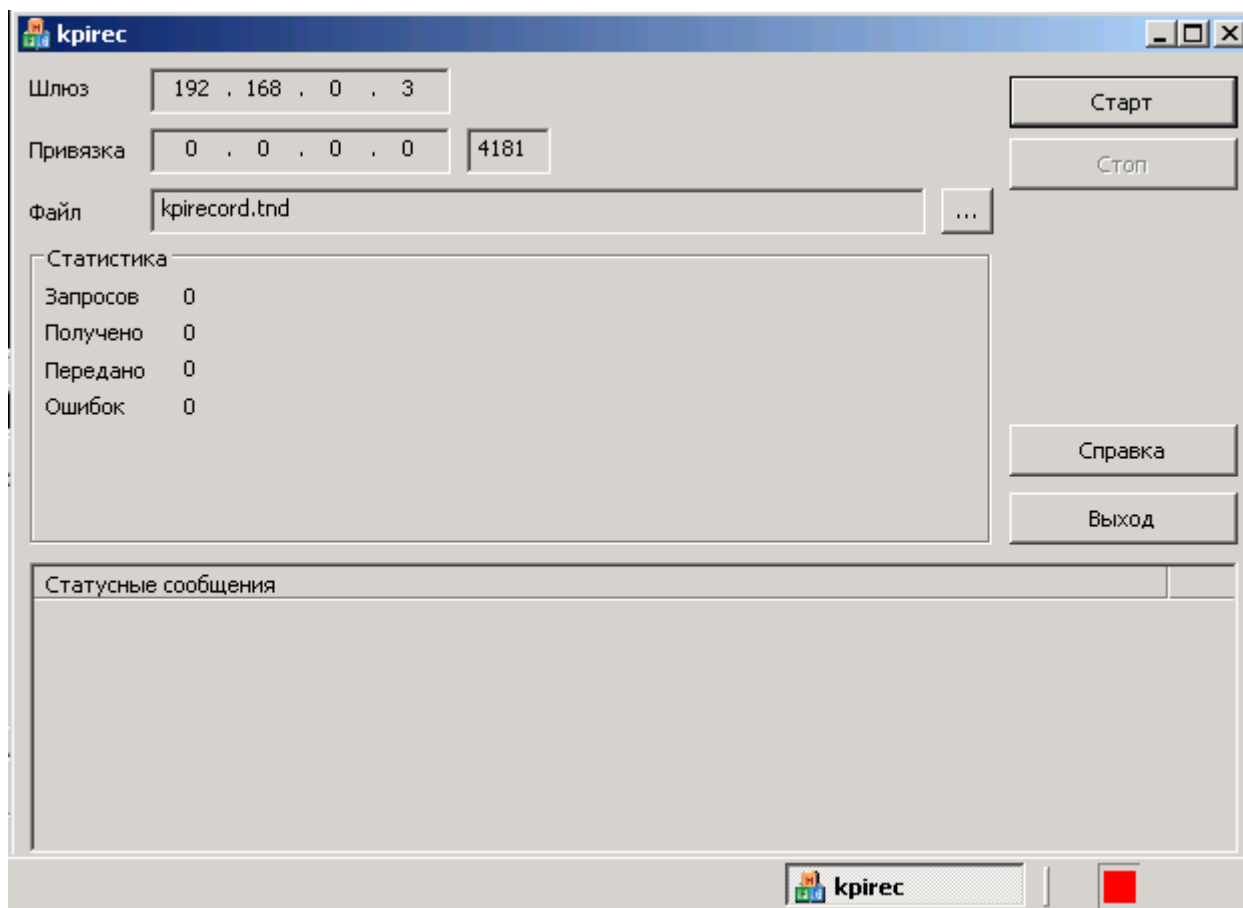 kpirec
Шлюз 192 . 168 . 0 . 3
Старт
Привязка 0 . 0 . 0 . 0 4181
Стоп
Файл kpirecord.tnd ...
Статистика
Запросов 0
Получено 0
Передано 0
Ошибок 0
Справка
Выход
Статусные сообщения
kpirec